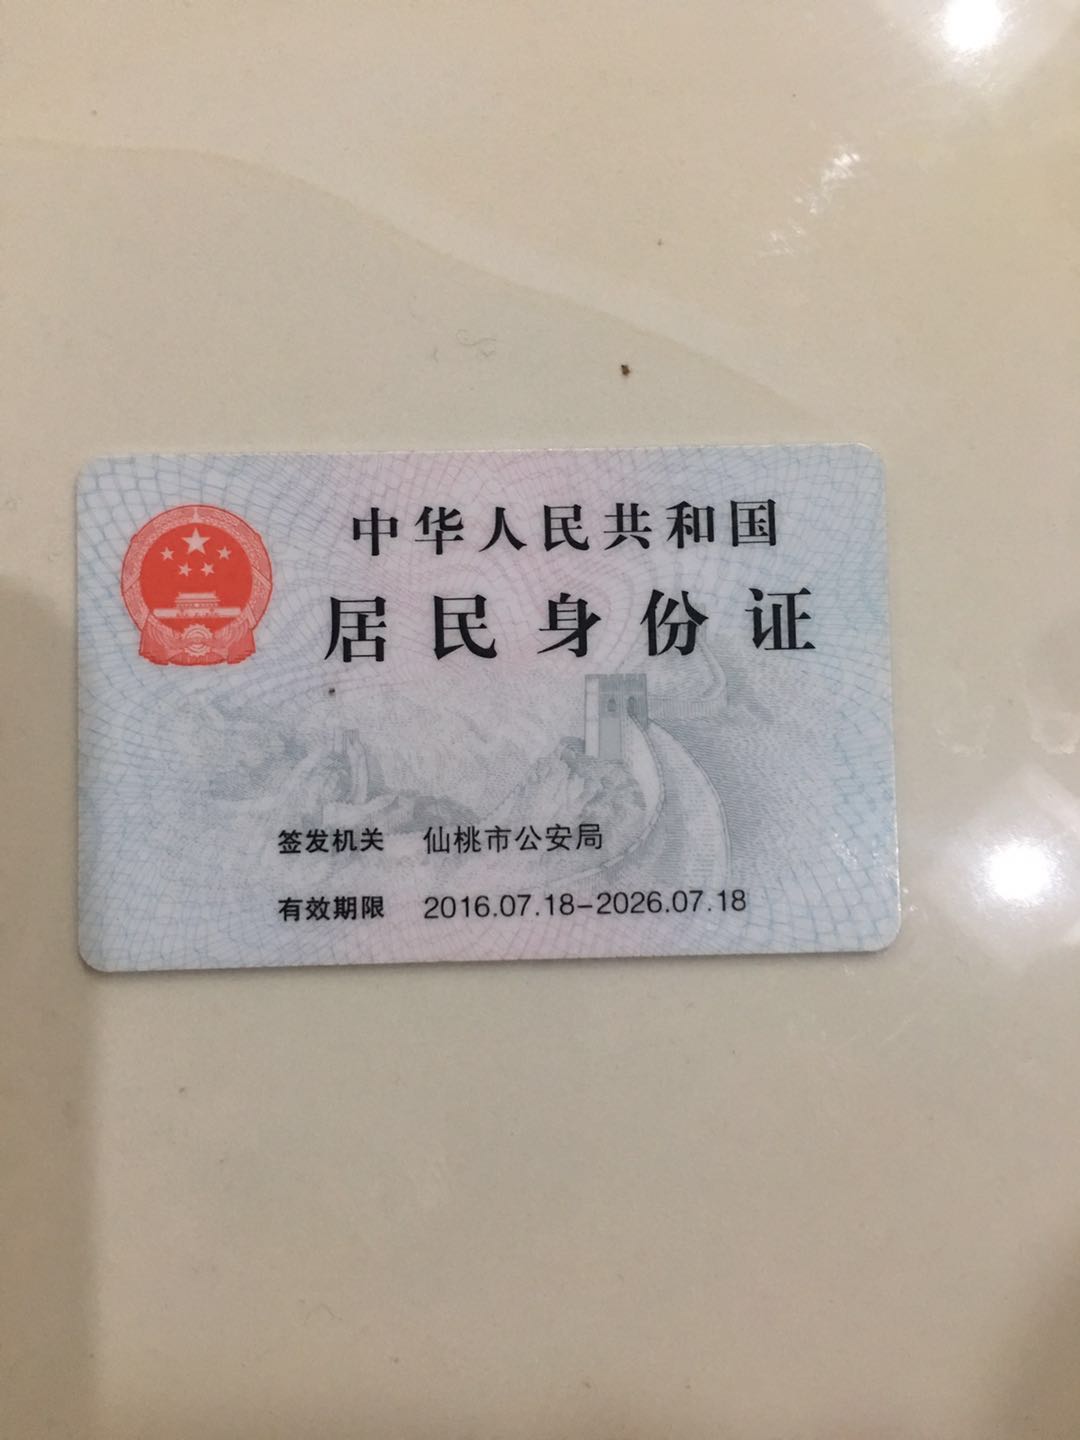 中华人民共和国
居民身份证
签发机关 仙桃市公安局
有效期限 2016.07.18-2026.07.18